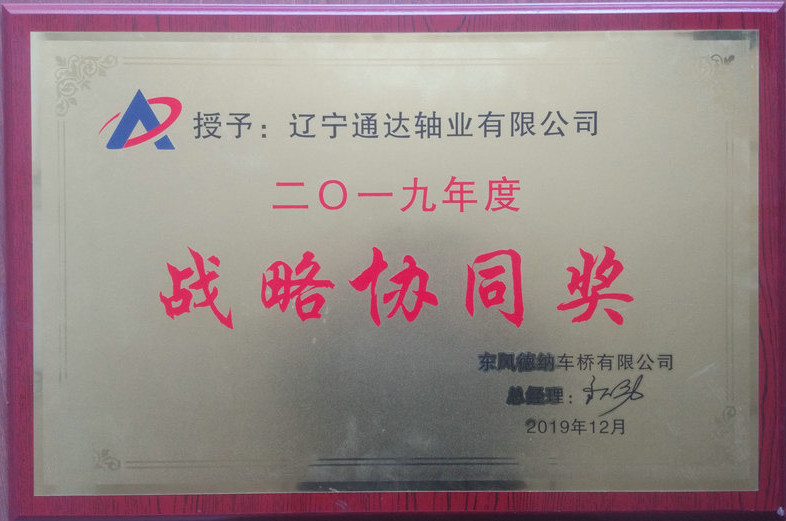 授予：辽宁通达轴业有限公司
二〇一九年度
战略协同奖
东风德纳车桥有限公司
总经理：
2019年12月